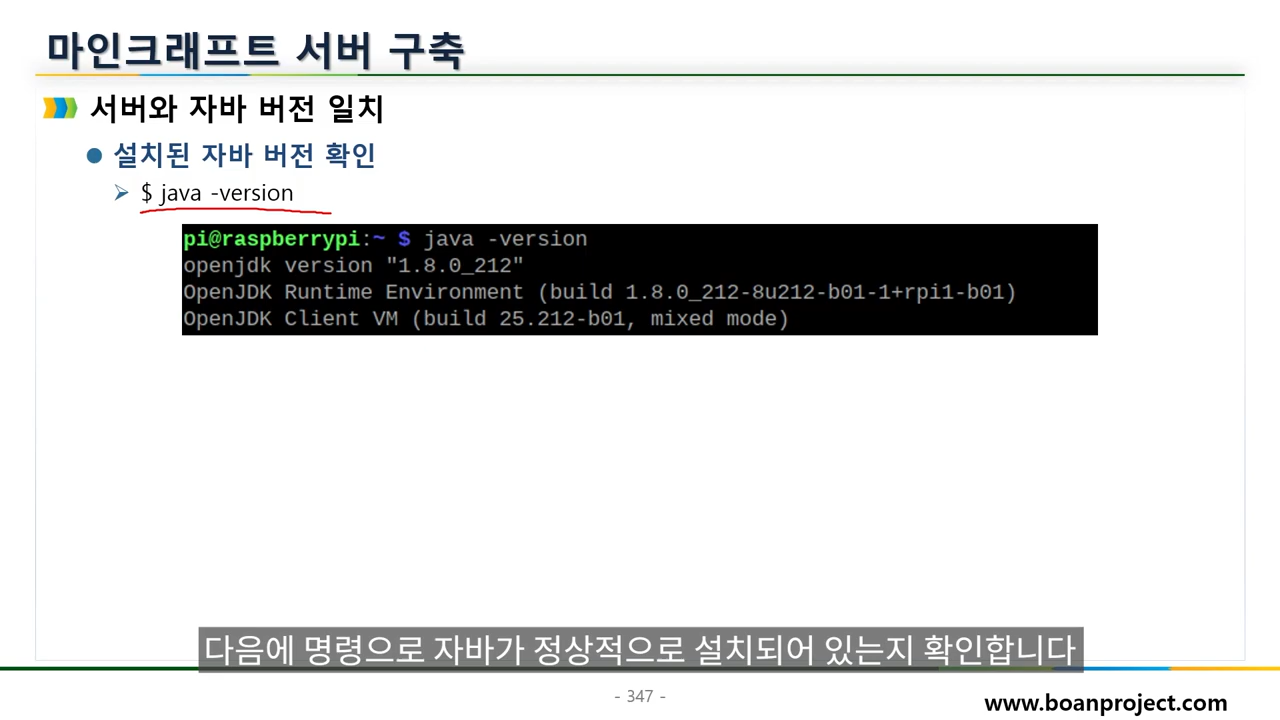 마인크래프트 서버 구축
서버와 자바 버전 일치
설치된 자바 버전 확인
$ java -version
pi@raspberrypi:~ $ java -version
openjdk version "1.8.0_212"
OpenJDK Runtime Environment (build 1.8.0_212-8u212-b01-1+rpi1-b01)
OpenJDK Client VM (build 25.212-b01, mixed mode)
다음에 명령으로 자바가 정상적으로 설치되어 있는지 확인합니다
- 347 -
www.boanproject.com